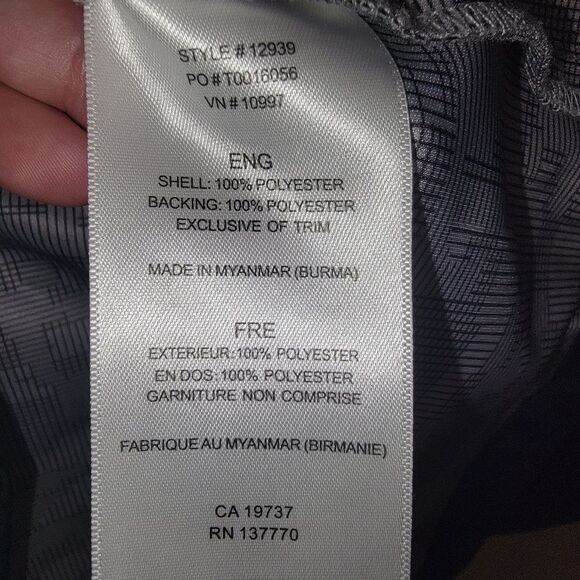 STYLE # 12939
PO # T0016056
VN # 10997
ENG
SHELL: 100% POLYESTER
BACKING: 100% POLYESTER
EXCLUSIVE OF TRIM
MADE IN MYANMAR (BURMA)
FRE
EXTERIEUR: 100% POLYESTER
EN DOS: 100% POLYESTER
GARNITURE NON COMPRISE
FABRIQUE AU MYANMAR (BIRMANIE)
CA 19737
RN 137770